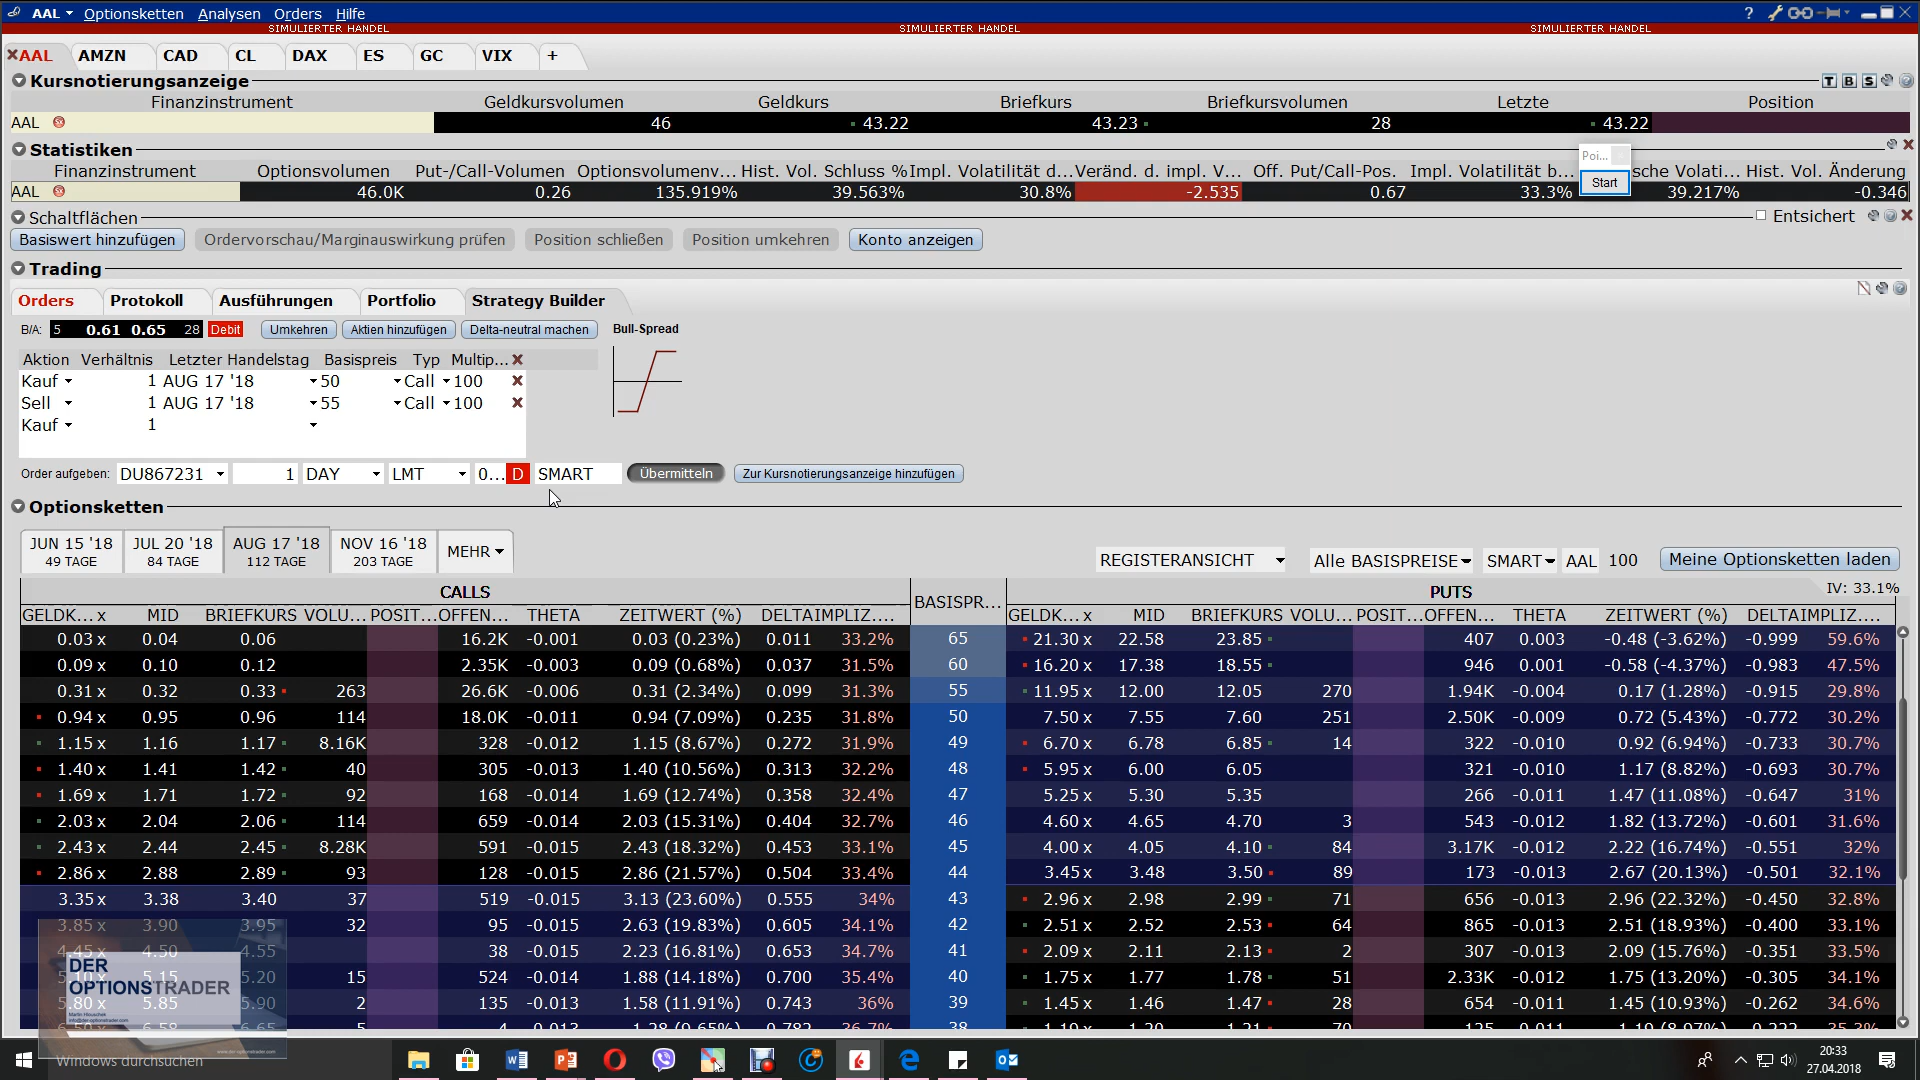 AAL Optionsketten Analysen Orders Hilfe ?
SIMULIERTER HANDEL SIMULIERTER HANDEL SIMULIERTER HANDEL
AAL AMZN CAD CL DAX ES GC VIX +
Kursnotierungsanzeige T B S
Finanzinstrument Geldkursvolumen Geldkurs Briefkurs Briefkursvolumen Letzte Position
AAL 46 43.22 43.23 28 43.22
Statistiken
Poi...
Finanzinstrument Optionsvolumen Put-/Call-Volumen Optionsvolumenv... Hist. Vol. Schluss % Impl. Volatilität d... Veränd. d. impl. V... Off. Put/Call-Pos. Impl. Volatilität b... sche Volati... Hist. Vol. Änderung
AAL 46.0K 0.26 135.919% 39.563% 30.8% -2.535 0.67 33.3% Start 39.217% -0.346
Schaltflächen Entsichert
Basiswert hinzufügen Ordervorschau/Marginauswirkung prüfen Position schließen Position umkehren Konto anzeigen
Trading
Orders Protokoll Ausführungen Portfolio Strategy Builder
B/A: 5 0.61 0.65 28 Debit Umkehren Aktien hinzufügen Delta-neutral machen Bull-Spread
Aktion Verhältnis Letzter Handelstag Basispreis Typ Multip...
Kauf 1 AUG 17 '18 50 Call 100
Sell 1 AUG 17 '18 55 Call 100
Kauf 1
Order aufgeben: DU867231 1 DAY LMT 0... D SMART Übermitteln Zur Kursnotierungsanzeige hinzufügen
Optionsketten
JUN 15 '18 JUL 20 '18 AUG 17 '18 NOV 16 '18 MEHR
49 TAGE 84 TAGE 112 TAGE 203 TAGE
REGISTERANSICHT Alle BASISPREISE SMART AAL 100 Meine Optionsketten laden
CALLS BASISPR... PUTS IV: 33.1%
GELDK... x MID BRIEFKURS VOLU... POSIT... OFFEN... THETA ZEITWERT (%) DELTA IMPLIZ.... GELDK... x MID BRIEFKURS VOLU... POSIT... OFFEN... THETA ZEITWERT (%) DELTA IMPLIZ....
0.03 x 0.04 0.06 16.2K -0.001 0.03 (0.23%) 0.011 33.2% 65 21.30 x 22.58 23.85 407 0.003 -0.48 (-3.62%) -0.999 59.6%
0.09 x 0.10 0.12 2.35K -0.003 0.09 (0.68%) 0.037 31.5% 60 16.20 x 17.38 18.55 946 0.001 -0.58 (-4.37%) -0.983 47.5%
0.31 x 0.32 0.33 263 26.6K -0.006 0.31 (2.34%) 0.099 31.3% 55 11.95 x 12.00 12.05 270 1.94K -0.004 0.17 (1.28%) -0.915 29.8%
0.94 x 0.95 0.96 114 18.0K -0.011 0.94 (7.09%) 0.235 31.8% 50 7.50 x 7.55 7.60 251 2.50K -0.009 0.72 (5.43%) -0.772 30.2%
1.15 x 1.16 1.17 8.16K 328 -0.012 1.15 (8.67%) 0.272 31.9% 49 6.70 x 6.78 6.85 14 322 -0.010 0.92 (6.94%) -0.733 30.7%
1.40 x 1.41 1.42 40 305 -0.013 1.40 (10.56%) 0.313 32.2% 48 5.95 x 6.00 6.05 321 -0.010 1.17 (8.82%) -0.693 30.7%
1.69 x 1.71 1.72 92 168 -0.014 1.69 (12.74%) 0.358 32.4% 47 5.25 x 5.30 5.35 266 -0.011 1.47 (11.08%) -0.647 31%
2.03 x 2.04 2.06 114 659 -0.014 2.03 (15.31%) 0.404 32.7% 46 4.60 x 4.65 4.70 3 543 -0.012 1.82 (13.72%) -0.601 31.6%
2.43 x 2.44 2.45 8.28K 591 -0.014 2.43 (18.32%) 0.453 33.1% 45 4.00 x 4.05 4.10 84 3.17K -0.012 2.22 (16.74%) -0.551 32%
2.86 x 2.88 2.89 93 128 -0.015 2.86 (21.57%) 0.504 33.4% 44 3.45 x 3.48 3.50 89 173 -0.013 2.67 (20.13%) -0.501 32.1%
3.35 x 3.38 3.40 37 519 -0.015 3.13 (23.60%) 0.555 34% 43 2.96 x 2.98 2.99 71 656 -0.013 2.96 (22.32%) -0.450 32.8%
3.85 x 3.90 3.95 32 95 -0.015 2.63 (19.83%) 0.605 34.1% 42 2.51 x 2.52 2.53 64 865 -0.013 2.51 (18.93%) -0.400 33.1%
4.45 x 4.50 4.55 38 -0.015 2.23 (16.81%) 0.653 34.7% 41 2.09 x 2.11 2.13 2 307 -0.013 2.09 (15.76%) -0.351 33.5%
5.10 x 5.15 5.20 15 524 -0.014 1.88 (14.18%) 0.700 35.4% 40 1.75 x 1.77 1.78 51 2.33K -0.012 1.75 (13.20%) -0.305 34.1%
5.80 x 5.85 5.90 2 135 -0.013 1.58 (11.91%) 0.743 36% 39 1.45 x 1.46 1.47 28 654 -0.011 1.45 (10.93%) -0.262 34.6%
DER
OPTIONSTRADER
Windows durchsuchen
20:33
27.04.2018